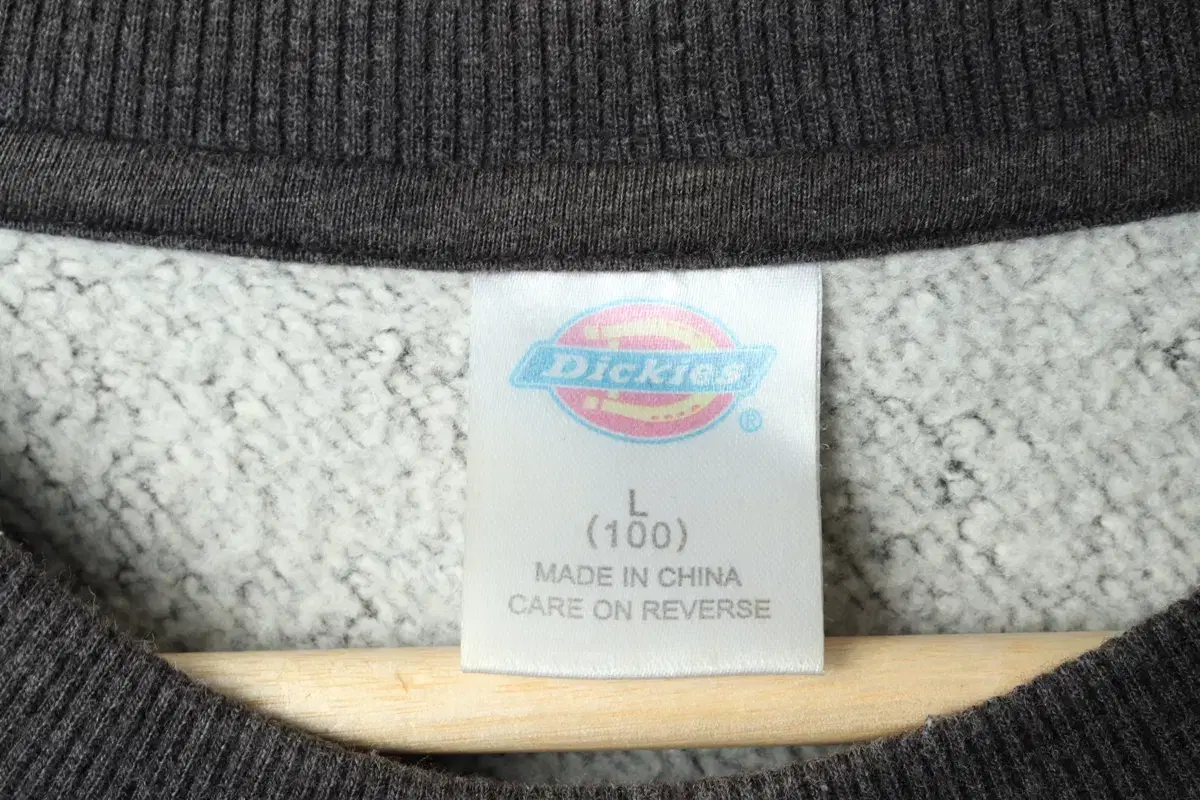 Dickies®
L
(100)
MADE IN CHINA
CARE ON REVERSE